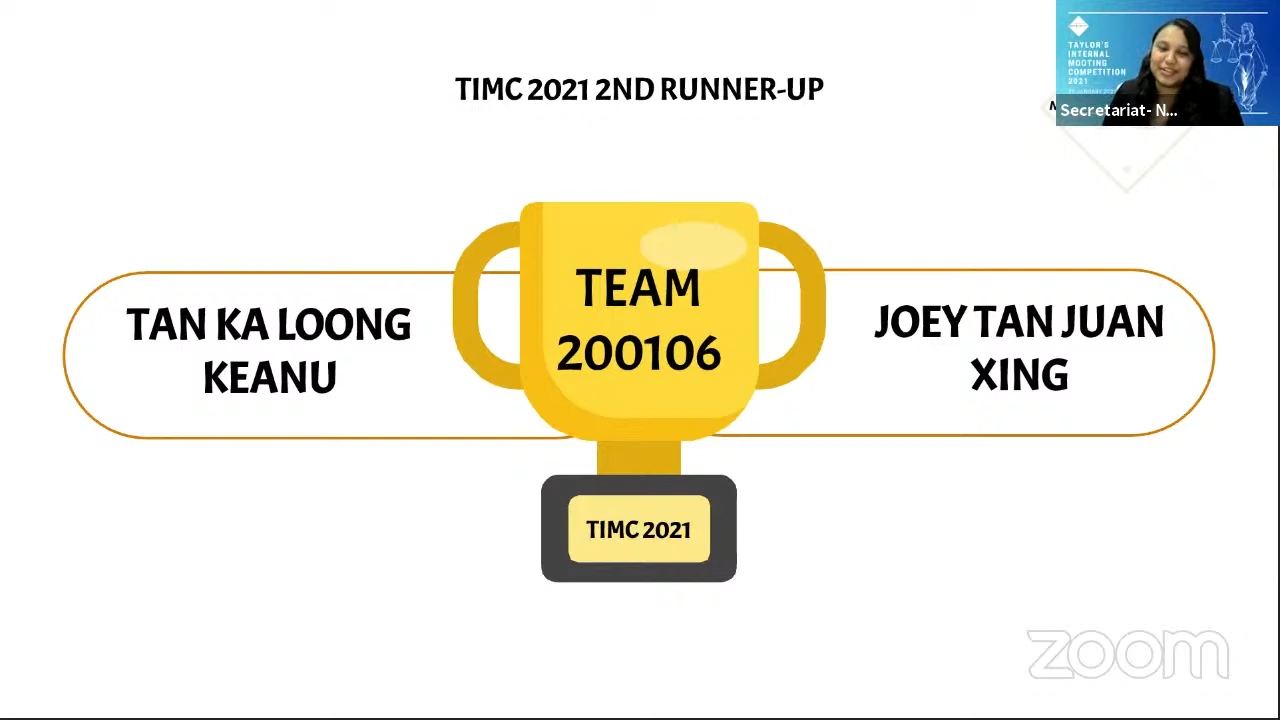 TIMC 2021 2ND RUNNER-UP
TAYLOR'S
INTERNAL
MOOTING
COMPETITION
2021
Secretariat- N...
TAN KA LOONG
KEANU
TEAM
200106
JOEY TAN JUAN
XING
TIMC 2021
zoom